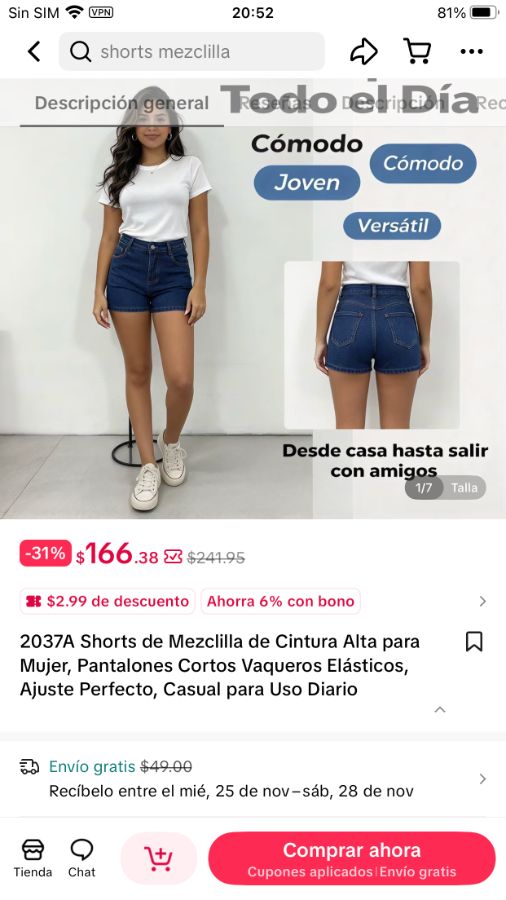 Sin SIM VPN 20:52 81%
shorts mezclilla
Descripción general Reseñas Descripción Rec
Todo el Día
Cómodo
Cómodo
Joven
Versátil
Desde casa hasta salir
con amigos
1/7 Talla
-31% $166.38 $241.95
$2.99 de descuento Ahorra 6% con bono
2037A Shorts de Mezclilla de Cintura Alta para
Mujer, Pantalones Cortos Vaqueros Elásticos,
Ajuste Perfecto, Casual para Uso Diario
Envío gratis $49.00
Recíbelo entre el mié, 25 de nov–sáb, 28 de nov
Tienda Chat
Comprar ahora
Cupones aplicados|Envío gratis